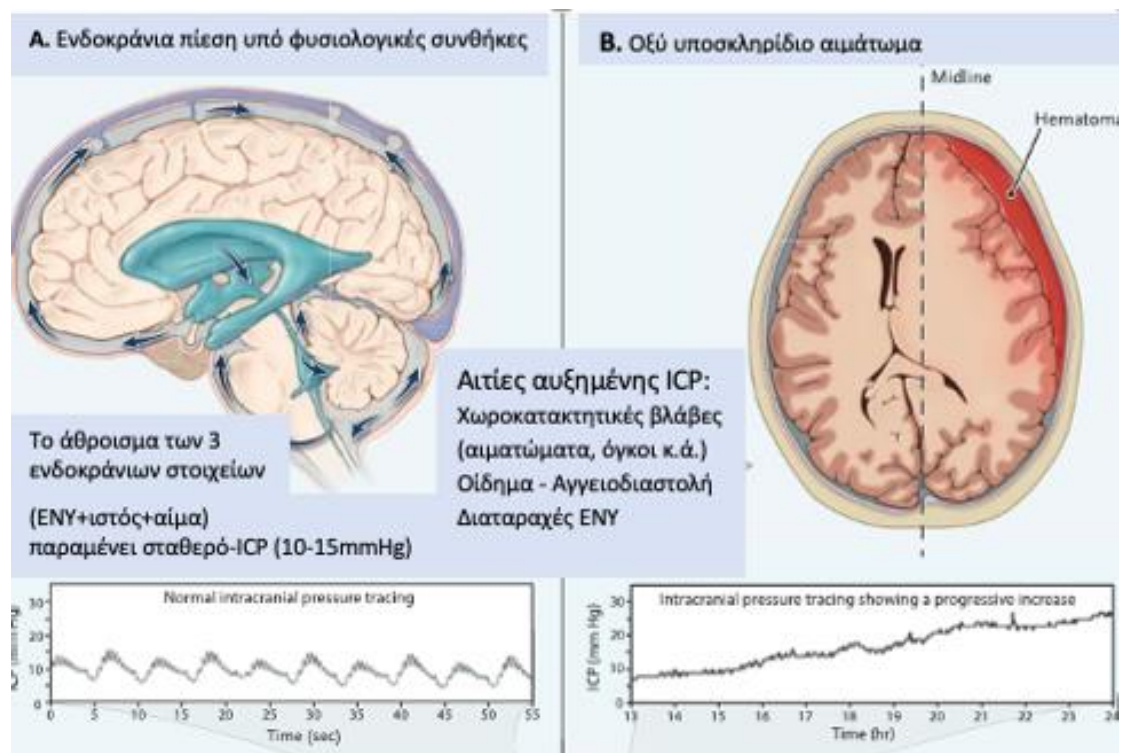 A. Ενδοκράνια πίεση υπό φυσιολογικές συνθήκες
Το άθροισμα των 3
ενδοκράνιων στοιχείων
(ΕΝΥ+ιστός+αίμα)
παραμένει σταθερό-ICP (10-15mmHg)
Αιτίες αυξημένης ICP:
Χωροκατακτητικές βλάβες
(αιματώματα, όγκοι κ.ά.)
Οίδημα - Αγγειοδιαστολή
Διαταραχές ΕΝΥ
B. Οξύ υποσκληρίδιο αιμάτωμα
Midline
Hematoma
Normal intracranial pressure tracing
ICP (mm Hg)
30
20
10
0
0 5 10 15 20 25 30 35 40 45 50 55
Time (sec)
Intracranial pressure tracing showing a progressive increase
ICP (mm Hg)
30
20
10
0
13 14 15 16 17 18 19 20 21 22 23 24
Time (hr)